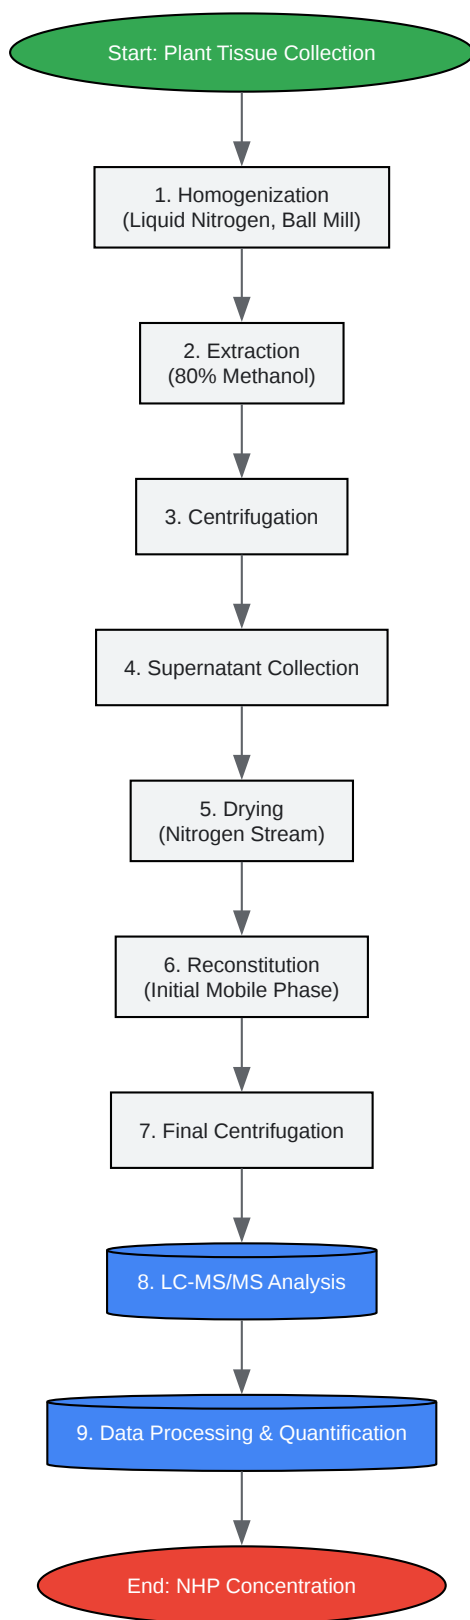 Start: Plant Tissue Collection
1. Homogenization
(Liquid Nitrogen, Ball Mill)
2. Extraction
(80% Methanol)
3. Centrifugation
4. Supernatant Collection
5. Drying
(Nitrogen Stream)
6. Reconstitution
(Initial Mobile Phase)
7. Final Centrifugation
8. LC-MS/MS Analysis
9. Data Processing & Quantification
End: NHP Concentration